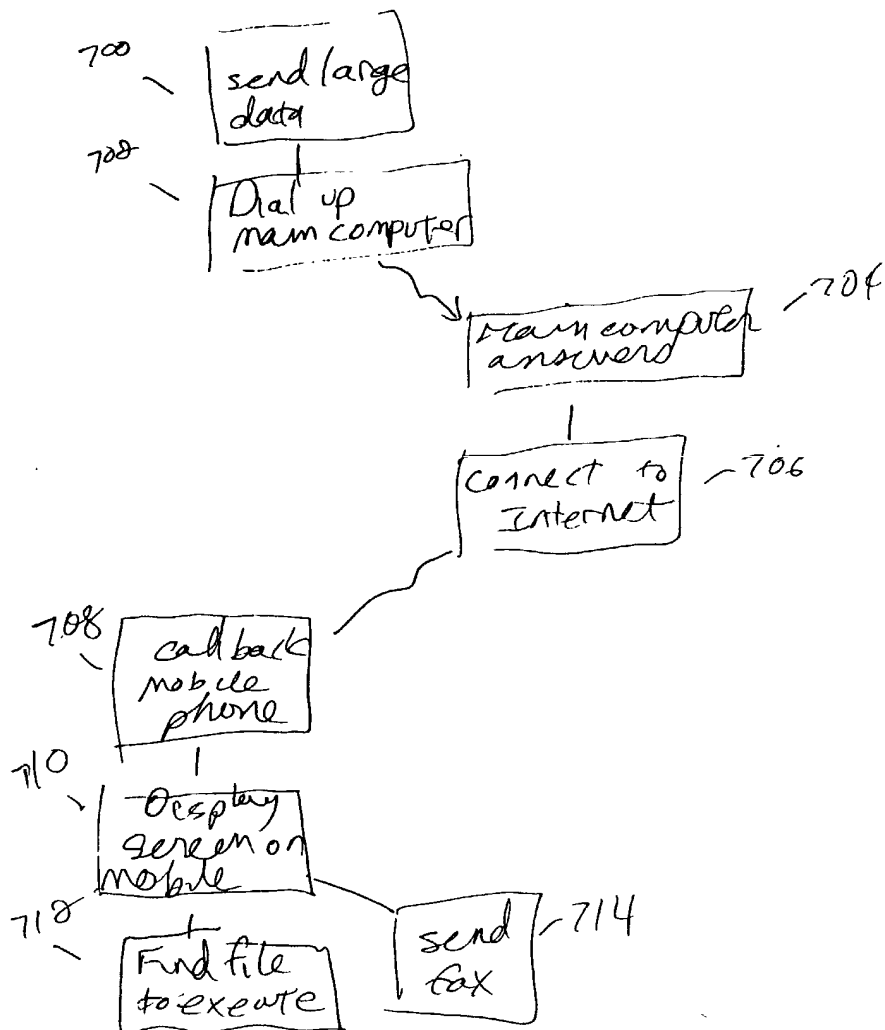 700
send large
data
702
Dial up
main computer
704
Main computer
answers
706
connect to
Internet
708
call back
mobile
phone
710
Display
screen on
mobile
712
Find file
to execute
714
send
fax